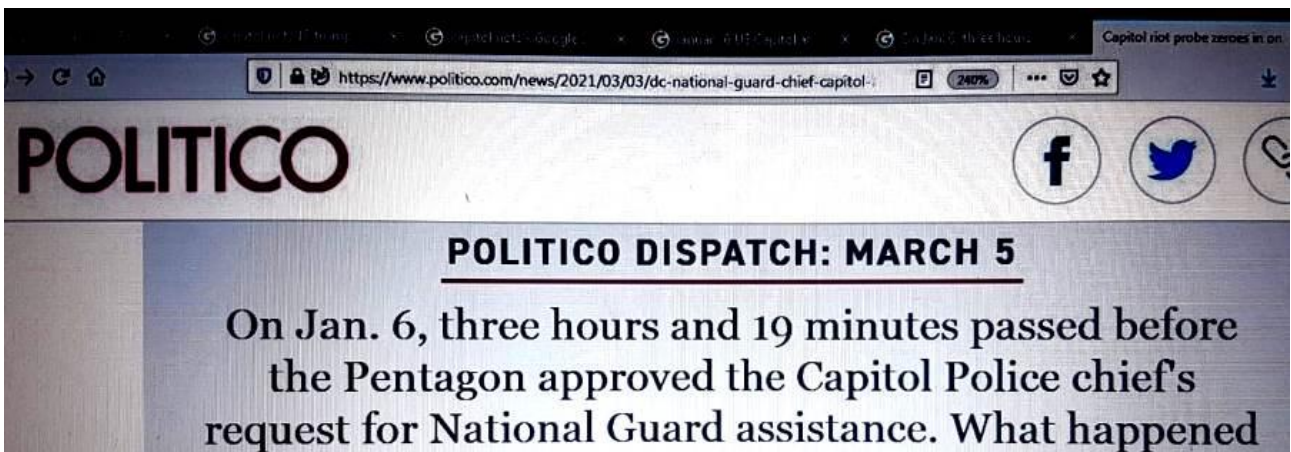 Capitol riot probe zeroes in on
https://www.politico.com/news/2021/03/03/dc-national-guard-chief-capitol-
240%
POLITICO
POLITICO DISPATCH: MARCH 5
On Jan. 6, three hours and 19 minutes passed before
the Pentagon approved the Capitol Police chief's
request for National Guard assistance. What happened